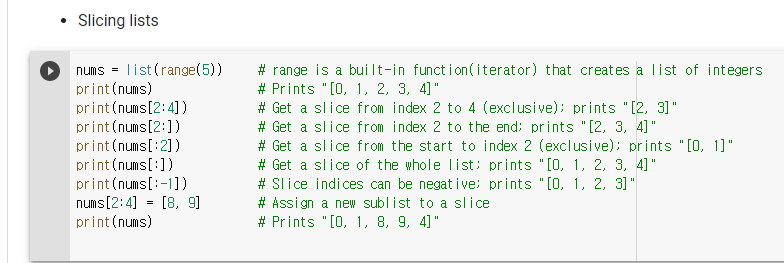 Slicing lists
nums = list(range(5)) # range is a built-in function(iterator) that creates a list of integers
print(nums) # Prints "[0, 1, 2, 3, 4]"
print(nums[2:4]) # Get a slice from index 2 to 4 (exclusive); prints "[2, 3]"
print(nums[2:]) # Get a slice from index 2 to the end; prints "[2, 3, 4]"
print(nums[:2]) # Get a slice from the start to index 2 (exclusive); prints "[0, 1]"
print(nums[:]) # Get a slice of the whole list; prints "[0, 1, 2, 3, 4]"
print(nums[:-1]) # Slice indices can be negative; prints "[0, 1, 2, 3]"
nums[2:4] = [8, 9] # Assign a new sublist to a slice
print(nums) # Prints "[0, 1, 8, 9, 4]"